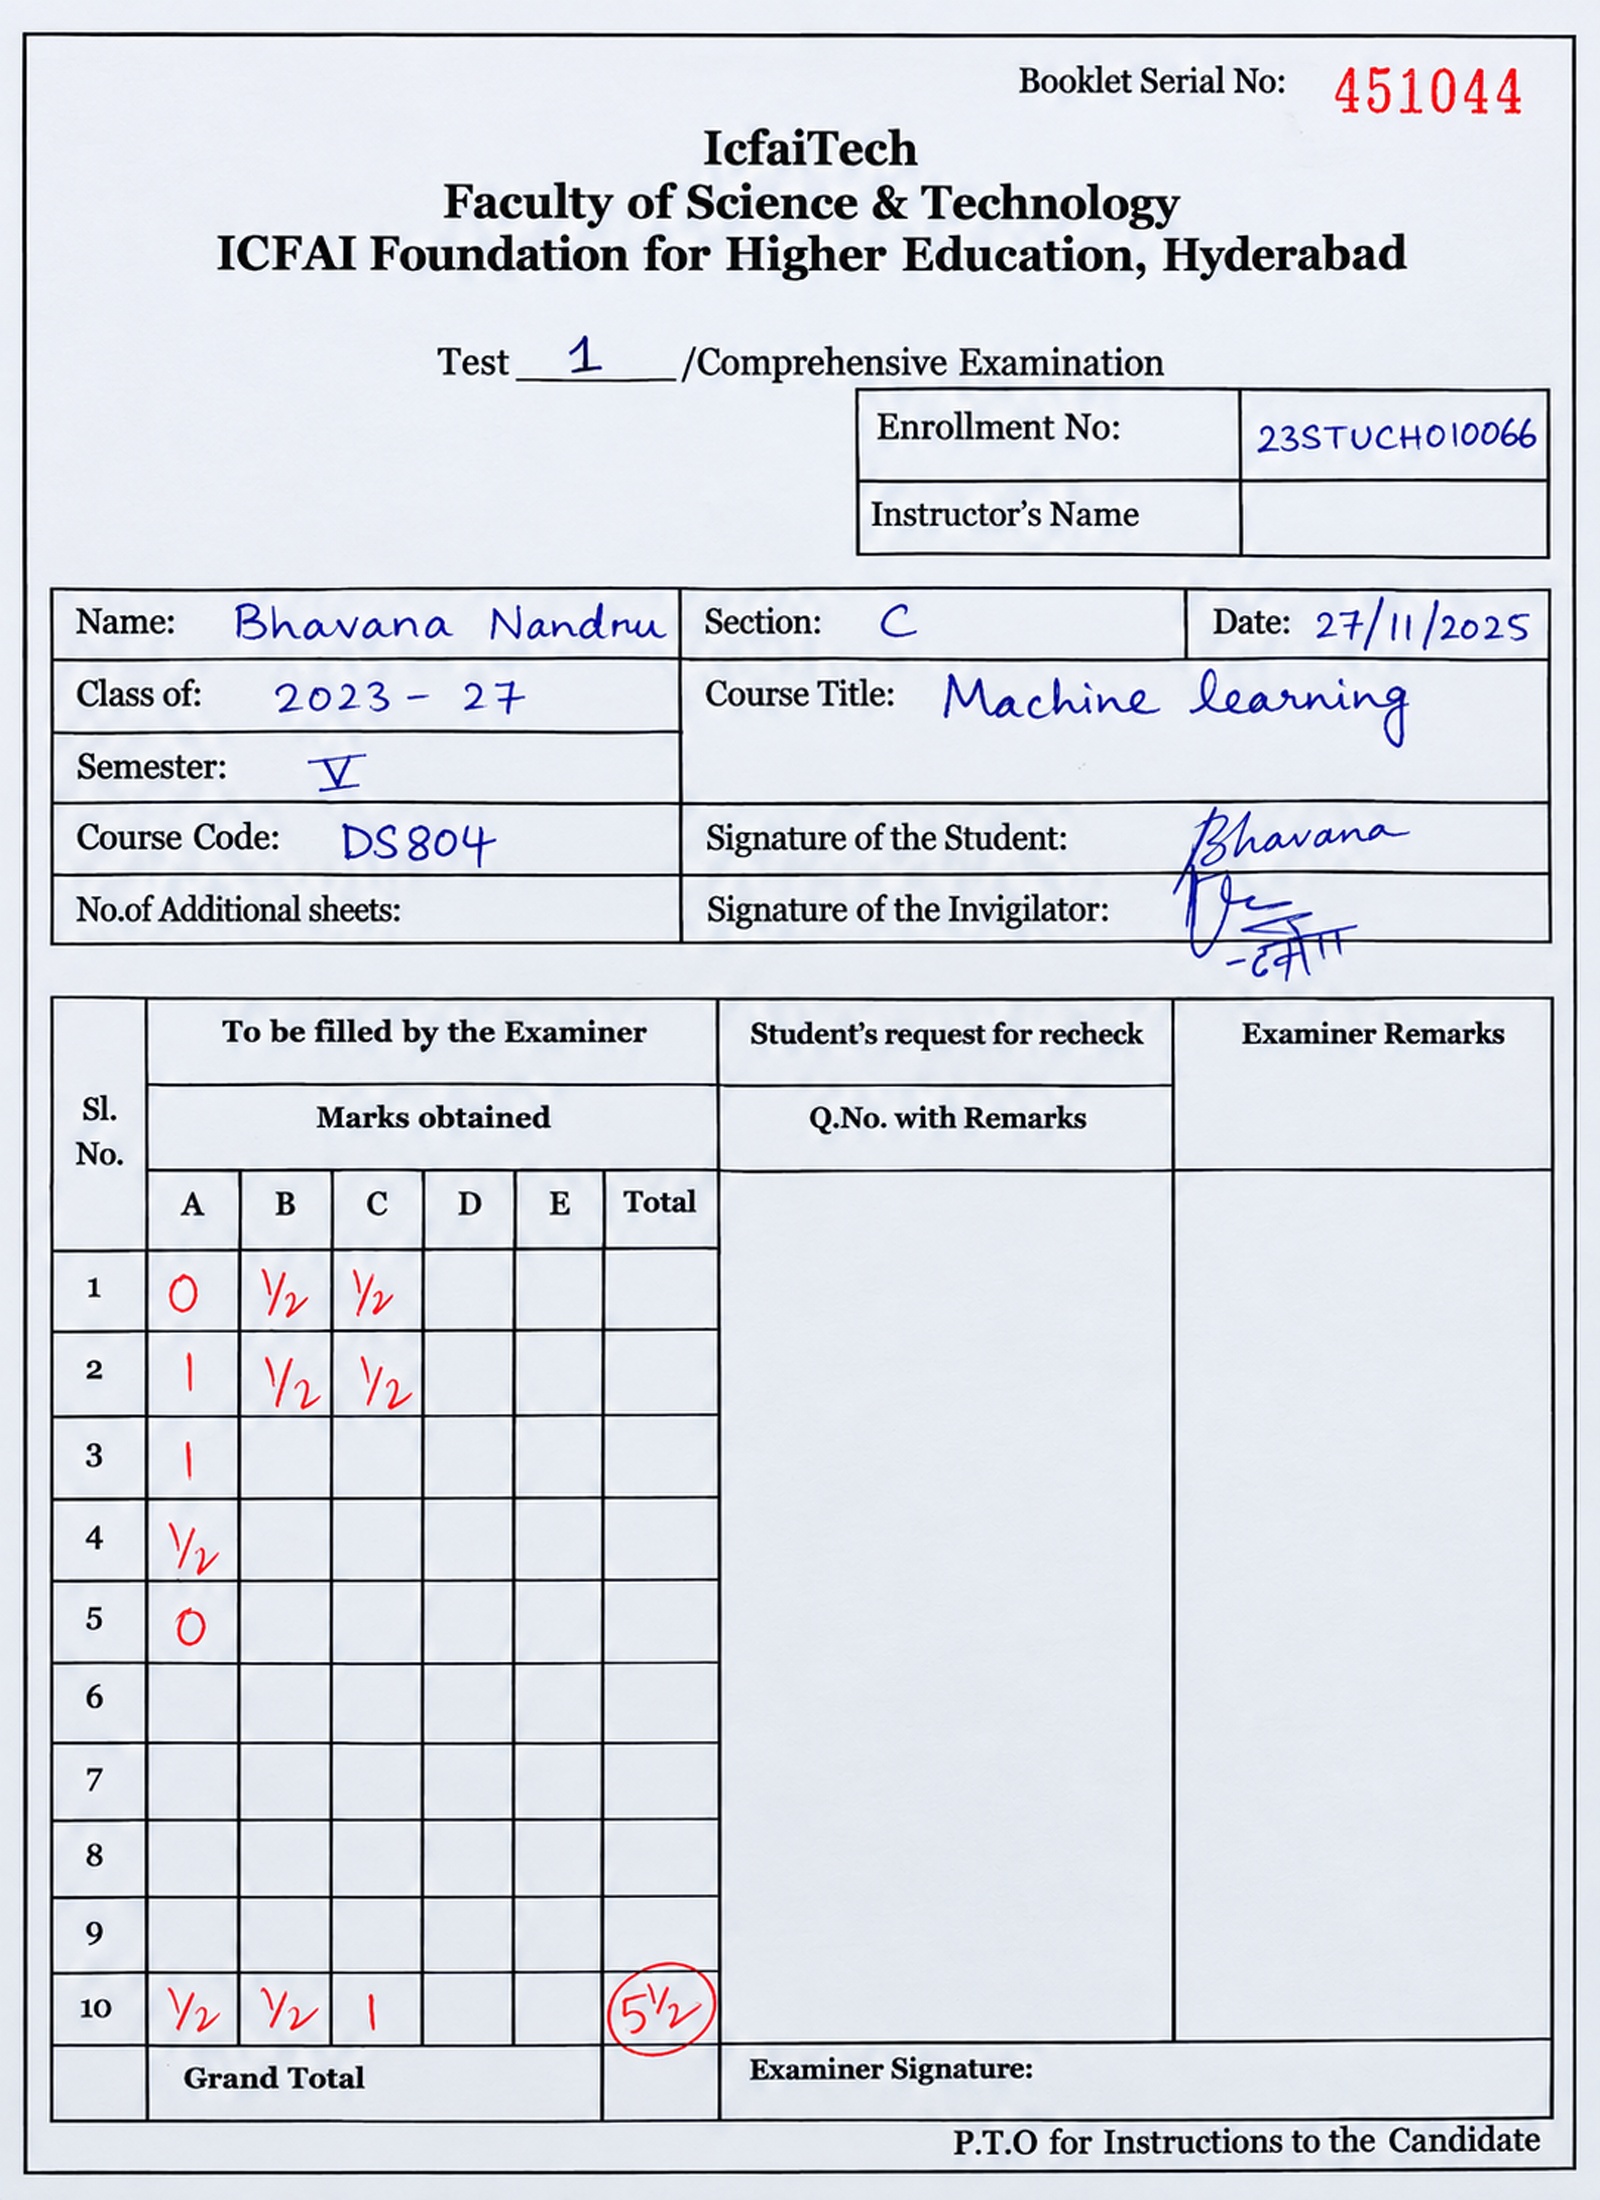 Booklet Serial No: 451044
IcfaiTech
Faculty of Science & Technology
ICFAI Foundation for Higher Education, Hyderabad
Test 1 /Comprehensive Examination
Enrollment No: 23STUCH010066
Instructor's Name
Name: Bhavana Nandru Section: C Date: 27/11/2025
Class of: 2023 - 27 Course Title: Machine learning
Semester: V
Course Code: DS804 Signature of the Student: Bhavana
No.of Additional sheets: Signature of the Invigilator:
To be filled by the Examiner Student's request for recheck Examiner Remarks
Sl. No. Marks obtained Q.No. with Remarks
A B C D E Total
1 0 1/2 1/2
2 1 1/2 1/2
3 1
4 1/2
5 0
6
7
8
9
10 1/2 1/2 1 5 1/2
Grand Total Examiner Signature:
P.T.O for Instructions to the Candidate